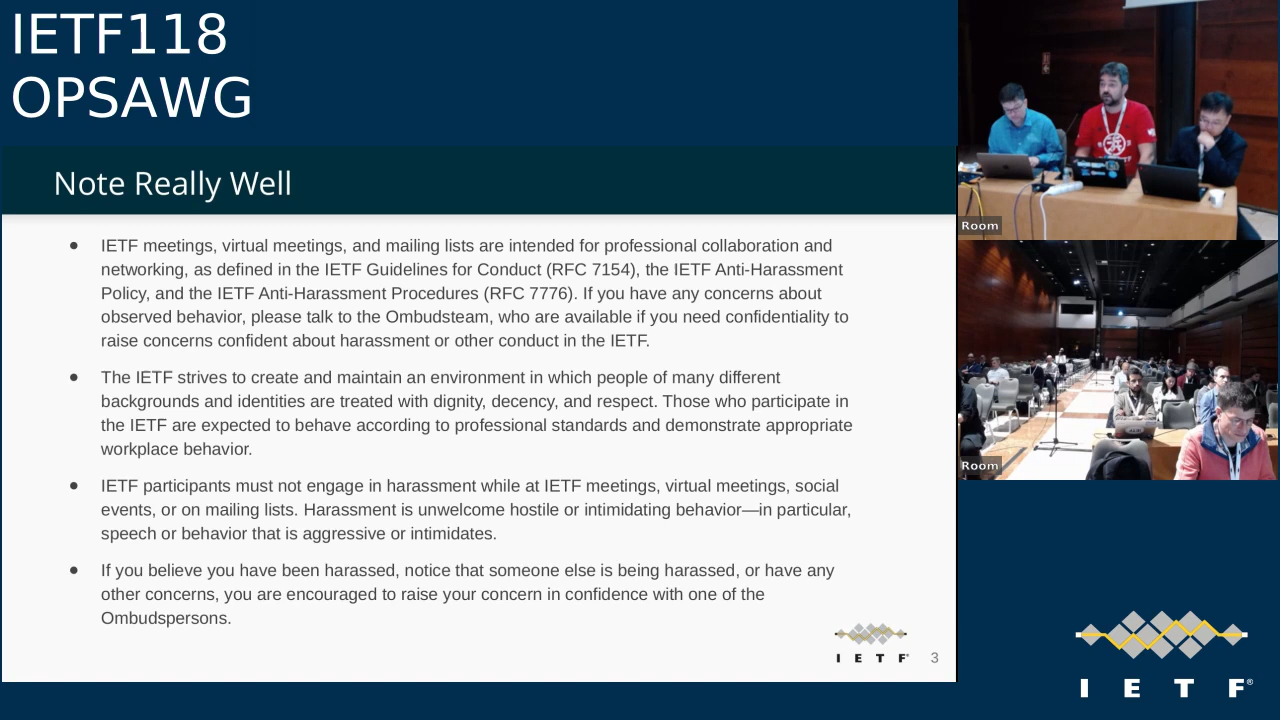 IETF118
OPSAWG
Note Really Well
● IETF meetings, virtual meetings, and mailing lists are intended for professional collaboration and
networking, as defined in the IETF Guidelines for Conduct (RFC 7154), the IETF Anti-Harassment
Policy, and the IETF Anti-Harassment Procedures (RFC 7776). If you have any concerns about
observed behavior, please talk to the Ombudsteam, who are available if you need confidentiality to
raise concerns confident about harassment or other conduct in the IETF.
● The IETF strives to create and maintain an environment in which people of many different
backgrounds and identities are treated with dignity, decency, and respect. Those who participate in
the IETF are expected to behave according to professional standards and demonstrate appropriate
workplace behavior.
● IETF participants must not engage in harassment while at IETF meetings, virtual meetings, social
events, or on mailing lists. Harassment is unwelcome hostile or intimidating behavior—in particular,
speech or behavior that is aggressive or intimidates.
● If you believe you have been harassed, notice that someone else is being harassed, or have any
other concerns, you are encouraged to raise your concern in confidence with one of the
Ombudspersons.
IETF®
3
Room
Room
IETF®